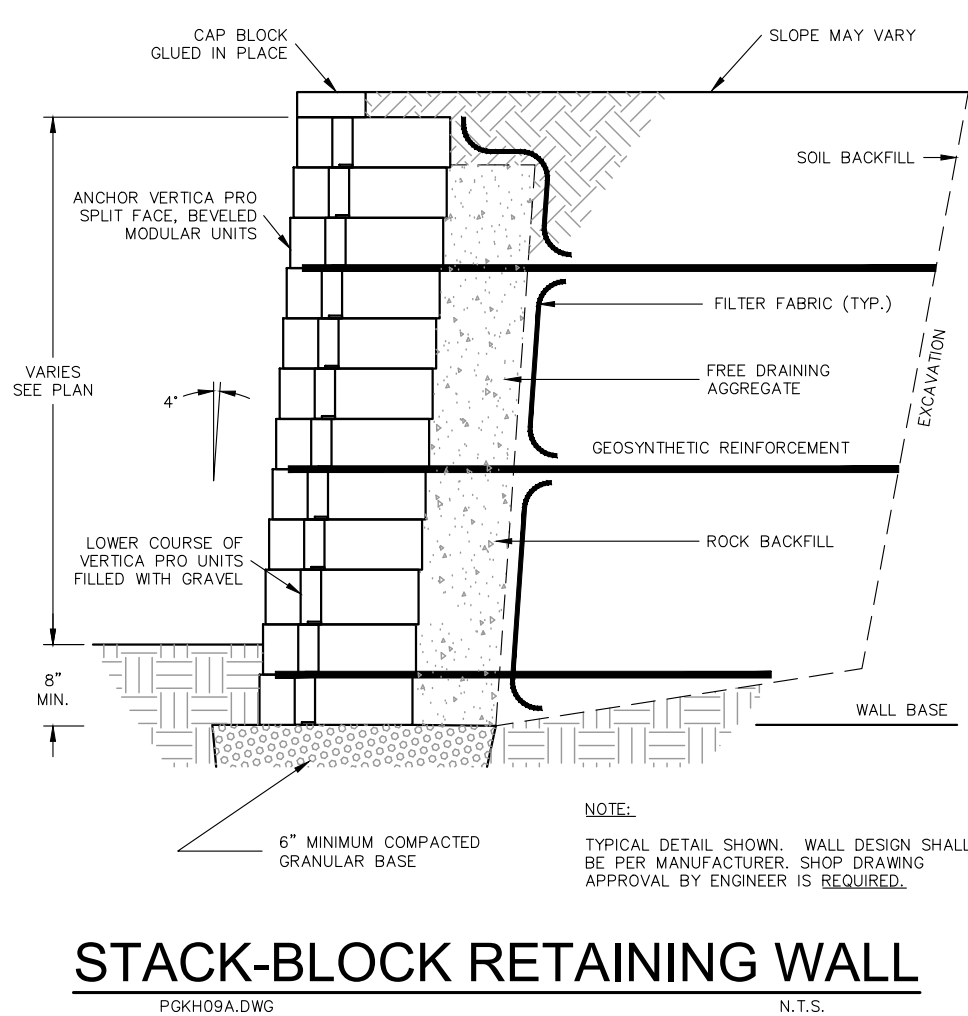 CAP BLOCK
GLUED IN PLACE
SLOPE MAY VARY
SOIL BACKFILL
ANCHOR VERTICA PRO
SPLIT FACE, BEVELED
MODULAR UNITS
FILTER FABRIC (TYP.)
VARIES
SEE PLAN
4°
FREE DRAINING
AGGREGATE
EXCAVATION
GEOSYNTHETIC REINFORCEMENT
LOWER COURSE OF
VERTICA PRO UNITS
FILLED WITH GRAVEL
ROCK BACKFILL
8"
MIN.
WALL BASE
6" MINIMUM COMPACTED
GRANULAR BASE
NOTE:
TYPICAL DETAIL SHOWN. WALL DESIGN SHALL
BE PER MANUFACTURER. SHOP DRAWING
APPROVAL BY ENGINEER IS REQUIRED.
STACK-BLOCK RETAINING WALL
PGKH09A.DWG
N.T.S.